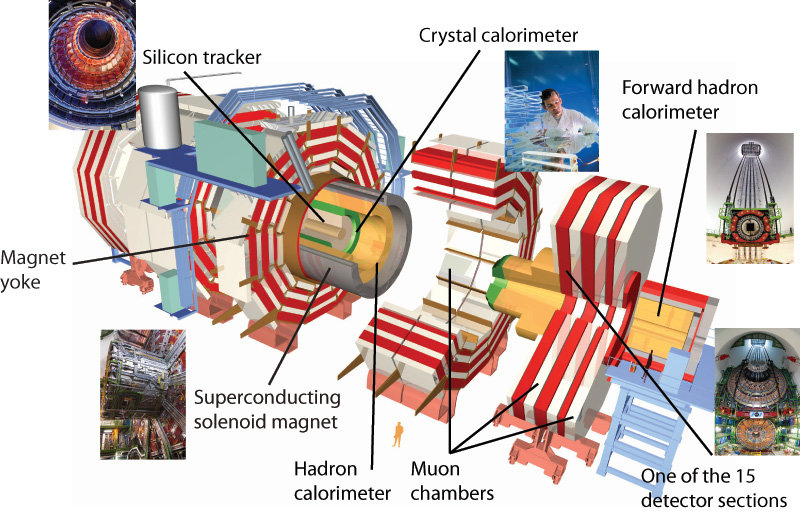 Crystal calorimeter
Silicon tracker
Forward hadron
calorimeter
Magnet
yoke
Superconducting
solenoid magnet
Hadron
calorimeter
Muon
chambers
One of the 15
detector sections